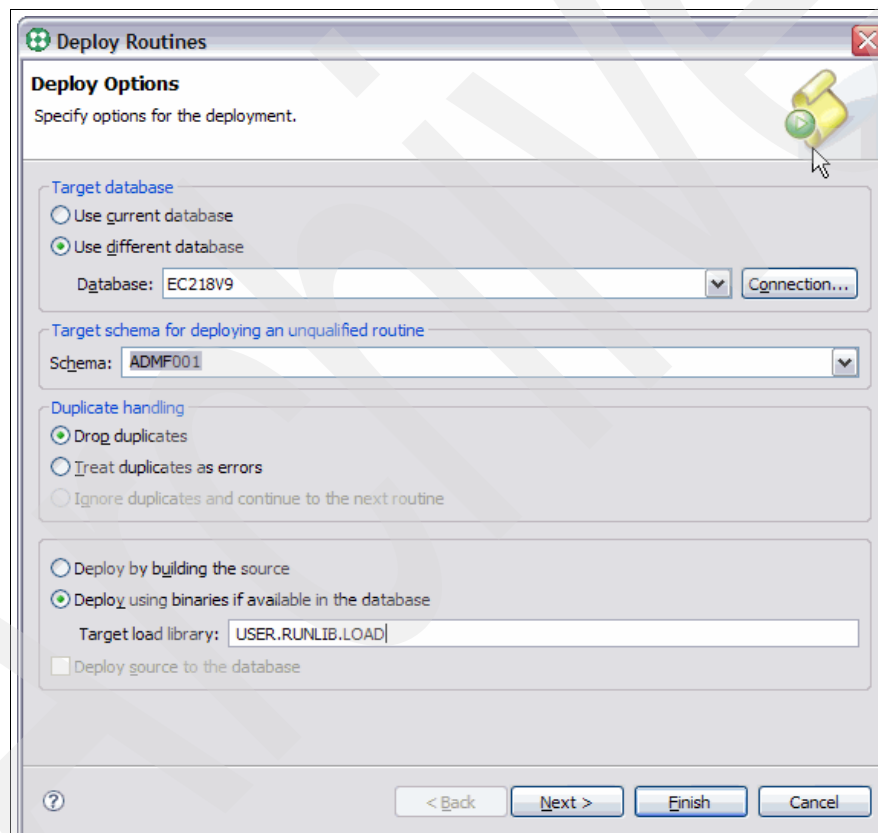 Deploy Routines
Deploy Options
Specify options for the deployment.
Target database
Use current database
Use different database
Database: EC218V9 Connection...
Target schema for deploying an unqualified routine
Schema: ADMF001
Duplicate handling
Drop duplicates
Treat duplicates as errors
Ignore duplicates and continue to the next routine
Deploy by building the source
Deploy using binaries if available in the database
Target load library: USER.RUNLIB.LOAD
Deploy source to the database
? < Back Next > Finish Cancel